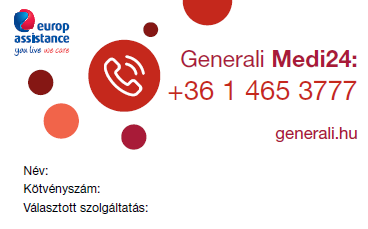 europ
assistance
you live we care
Generali Medi24:
+36 1 465 3777
generali.hu
Név:
Kötvényszám:
Választott szolgáltatás: